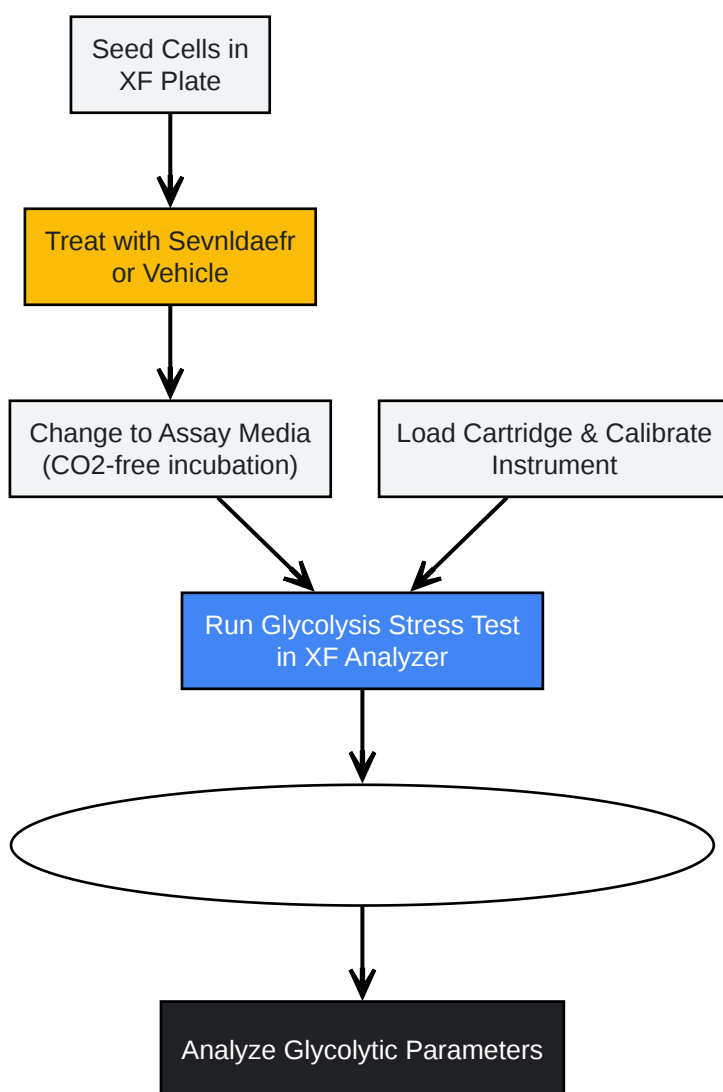 Seed Cells in
XF Plate
Treat with Sevnldaefr
or Vehicle
Change to Assay Media
(CO2-free incubation)
Load Cartridge & Calibrate
Instrument
Run Glycolysis Stress Test
in XF Analyzer
Analyze Glycolytic Parameters